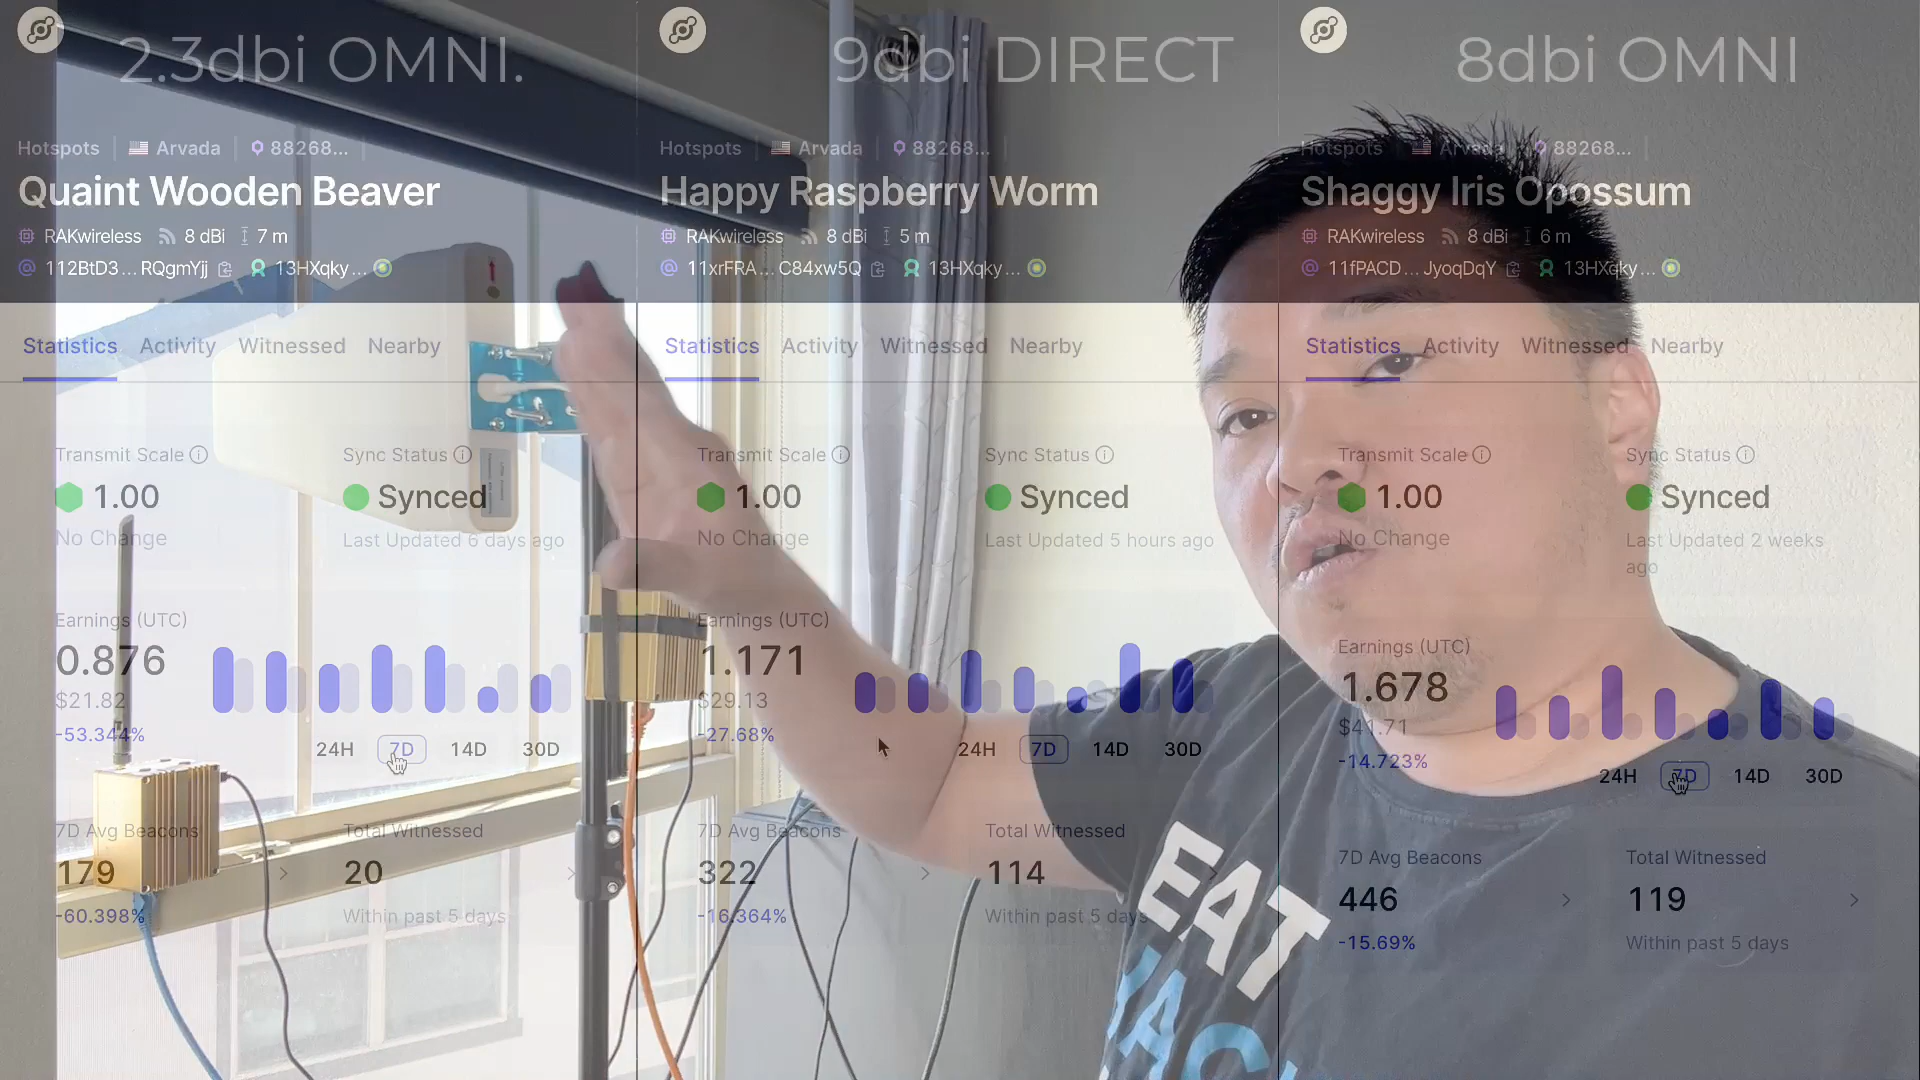 2.3dbi OMNI.
Hotspots Arvada 88268...
Quaint Wooden Beaver
RAKwireless 8 dBi 7 m
112BtD3... RQgmYjj 13HXqky...
Statistics Activity Witnessed Nearby
Transmit Scale Sync Status
1.00 Synced
No Change Last Updated 6 days ago
Earnings (UTC)
0.876
$21.82
-53.344%
24H 7D 14D 30D
7D Avg Beacons Total Witnessed
179 20
-60.398% Within past 5 days
9dbi DIRECT
Hotspots Arvada 88268...
Happy Raspberry Worm
RAKwireless 8 dBi 5 m
11xrFRA... C84xw5Q 13HXqky...
Statistics Activity Witnessed Nearby
Transmit Scale Sync Status
1.00 Synced
No Change Last Updated 5 hours ago
Earnings (UTC)
1.171
$29.13
-27.68%
24H 7D 14D 30D
7D Avg Beacons Total Witnessed
322 114
-16.364% Within past 5 days
8dbi OMNI
Hotspots Arvada 88268...
Shaggy Iris Opossum
RAKwireless 8 dBi 6 m
11fPACD... JyoqDqY 13HXqky...
Statistics Activity Witnessed Nearby
Transmit Scale Sync Status
1.00 Synced
No Change Last Updated 2 weeks
ago
Earnings (UTC)
1.678
$41.71
-14.723%
24H 7D 14D 30D
7D Avg Beacons Total Witnessed
446 119
-15.69% Within past 5 days
EAT